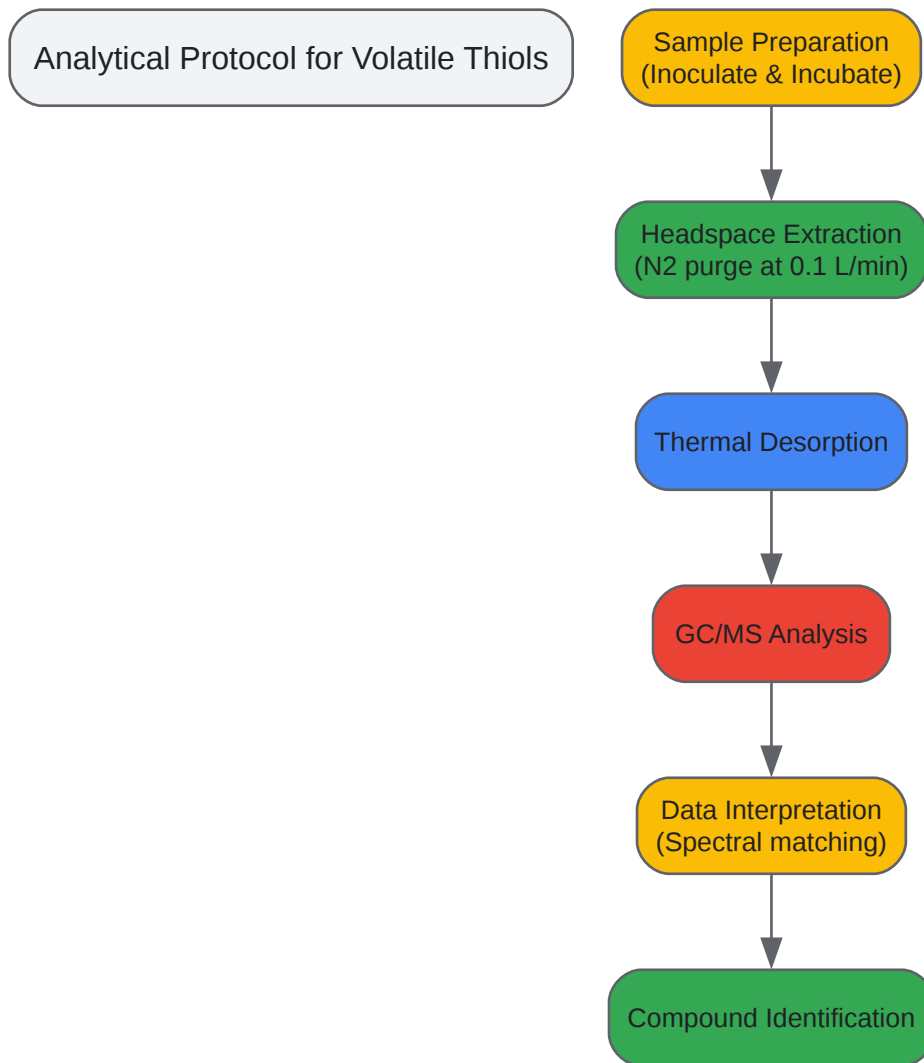 Analytical Protocol for Volatile Thiols
Sample Preparation
(Inoculate & Incubate)
Headspace Extraction
(N2 purge at 0.1 L/min)
Thermal Desorption
GC/MS Analysis
Data Interpretation
(Spectral matching)
Compound Identification